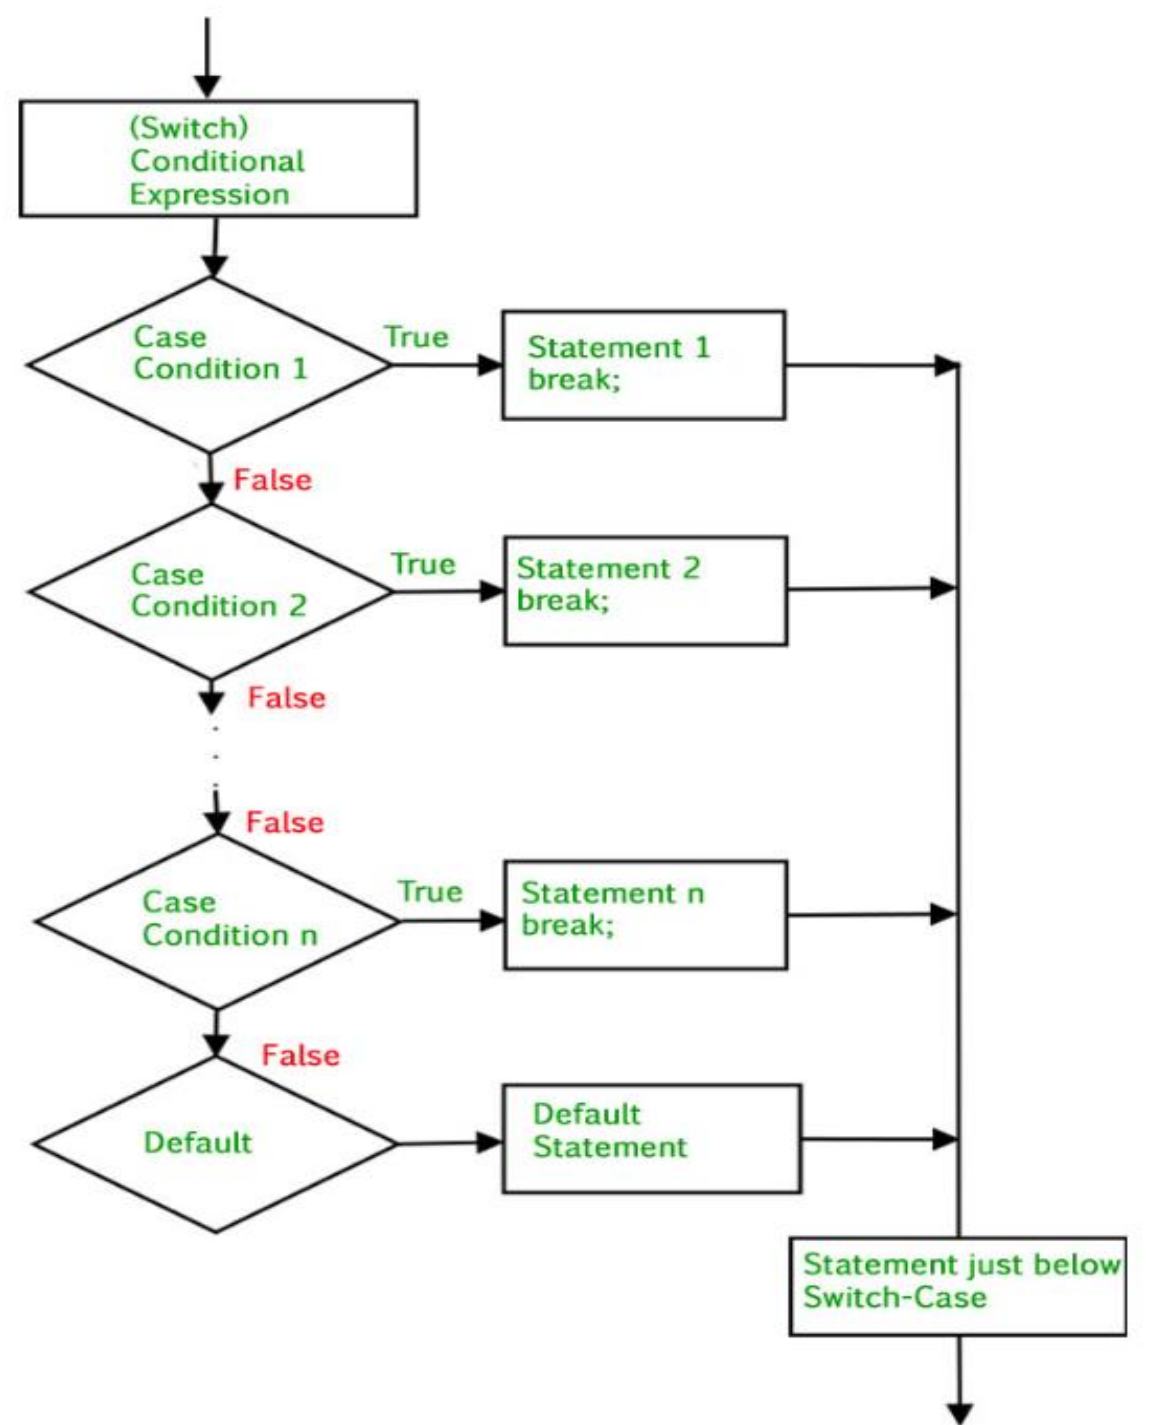 (Switch)
Conditional
Expression
Case
Condition 1
True
Statement 1
break;
False
Case
Condition 2
True
Statement 2
break;
False
False
Case
Condition n
True
Statement n
break;
False
Default
Default
Statement
Statement just below
Switch-Case